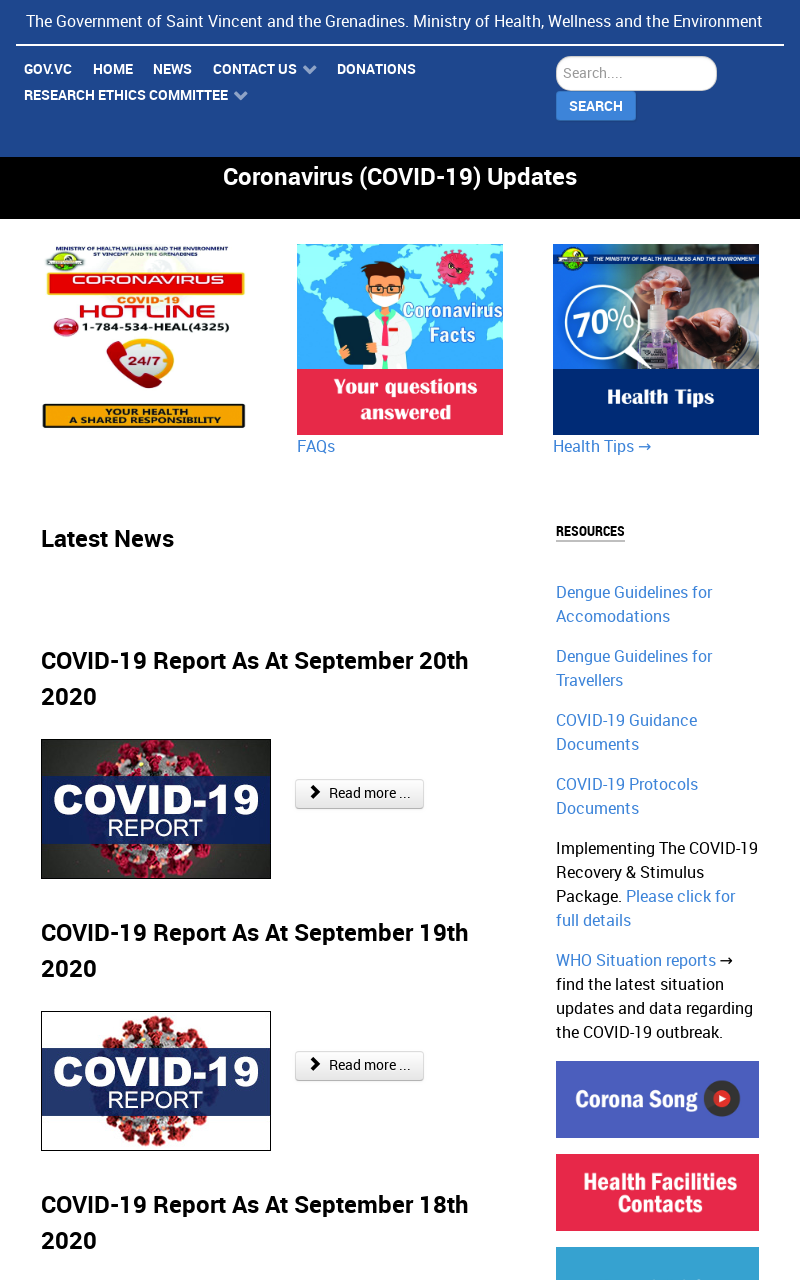 The Government of Saint Vincent and the Grenadines. Ministry of Health, Wellness and the Environment
GOV.VC HOME NEWS CONTACT US DONATIONS
RESEARCH ETHICS COMMITTEE
Search....
SEARCH
Coronavirus (COVID-19) Updates
MINISTRY OF HEALTH,WELLNESS AND THE ENVIRONMENT
ST VINCENT AND THE GRENADINES
CORONAVIRUS
COVID-19
HOTLINE
1-784-534-HEAL(4325)
24/7
YOUR HEALTH
A SHARED RESPONSIBILITY
Coronavirus
Facts
Your questions
answered
FAQs
THE MINISTRY OF HEALTH WELLNESS AND THE ENVIRONMENT
70%
Health Tips
Health Tips →
Latest News
COVID-19 Report As At September 20th
2020
COVID-19
REPORT
Read more ...
COVID-19 Report As At September 19th
2020
COVID-19
REPORT
Read more ...
COVID-19 Report As At September 18th
2020
RESOURCES
Dengue Guidelines for
Accomodations
Dengue Guidelines for
Travellers
COVID-19 Guidance
Documents
COVID-19 Protocols
Documents
Implementing The COVID-19
Recovery & Stimulus
Package. Please click for
full details
WHO Situation reports →
find the latest situation
updates and data regarding
the COVID-19 outbreak.
Corona Song
Health Facilities
Contacts